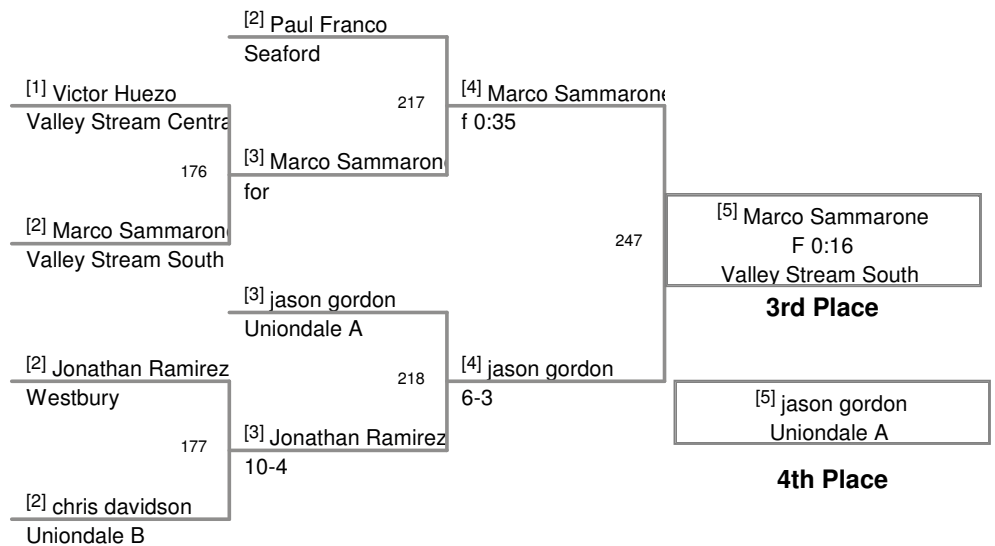 [2] Paul Franco
Seaford
[1] Victor Huezo
Valley Stream Centra
217
[4] Marco Sammarone
f 0:35
176
[3] Marco Sammaron
for
[2] Marco Sammaron
Valley Stream South
247
[5] Marco Sammarone
F 0:16
Valley Stream South
3rd Place
[3] jason gordon
Uniondale A
[2] Jonathan Ramirez
Westbury
218
[4] jason gordon
6-3
177
[3] Jonathan Ramirez
10-4
[5] jason gordon
Uniondale A
4th Place
[2] chris davidson
Uniondale B